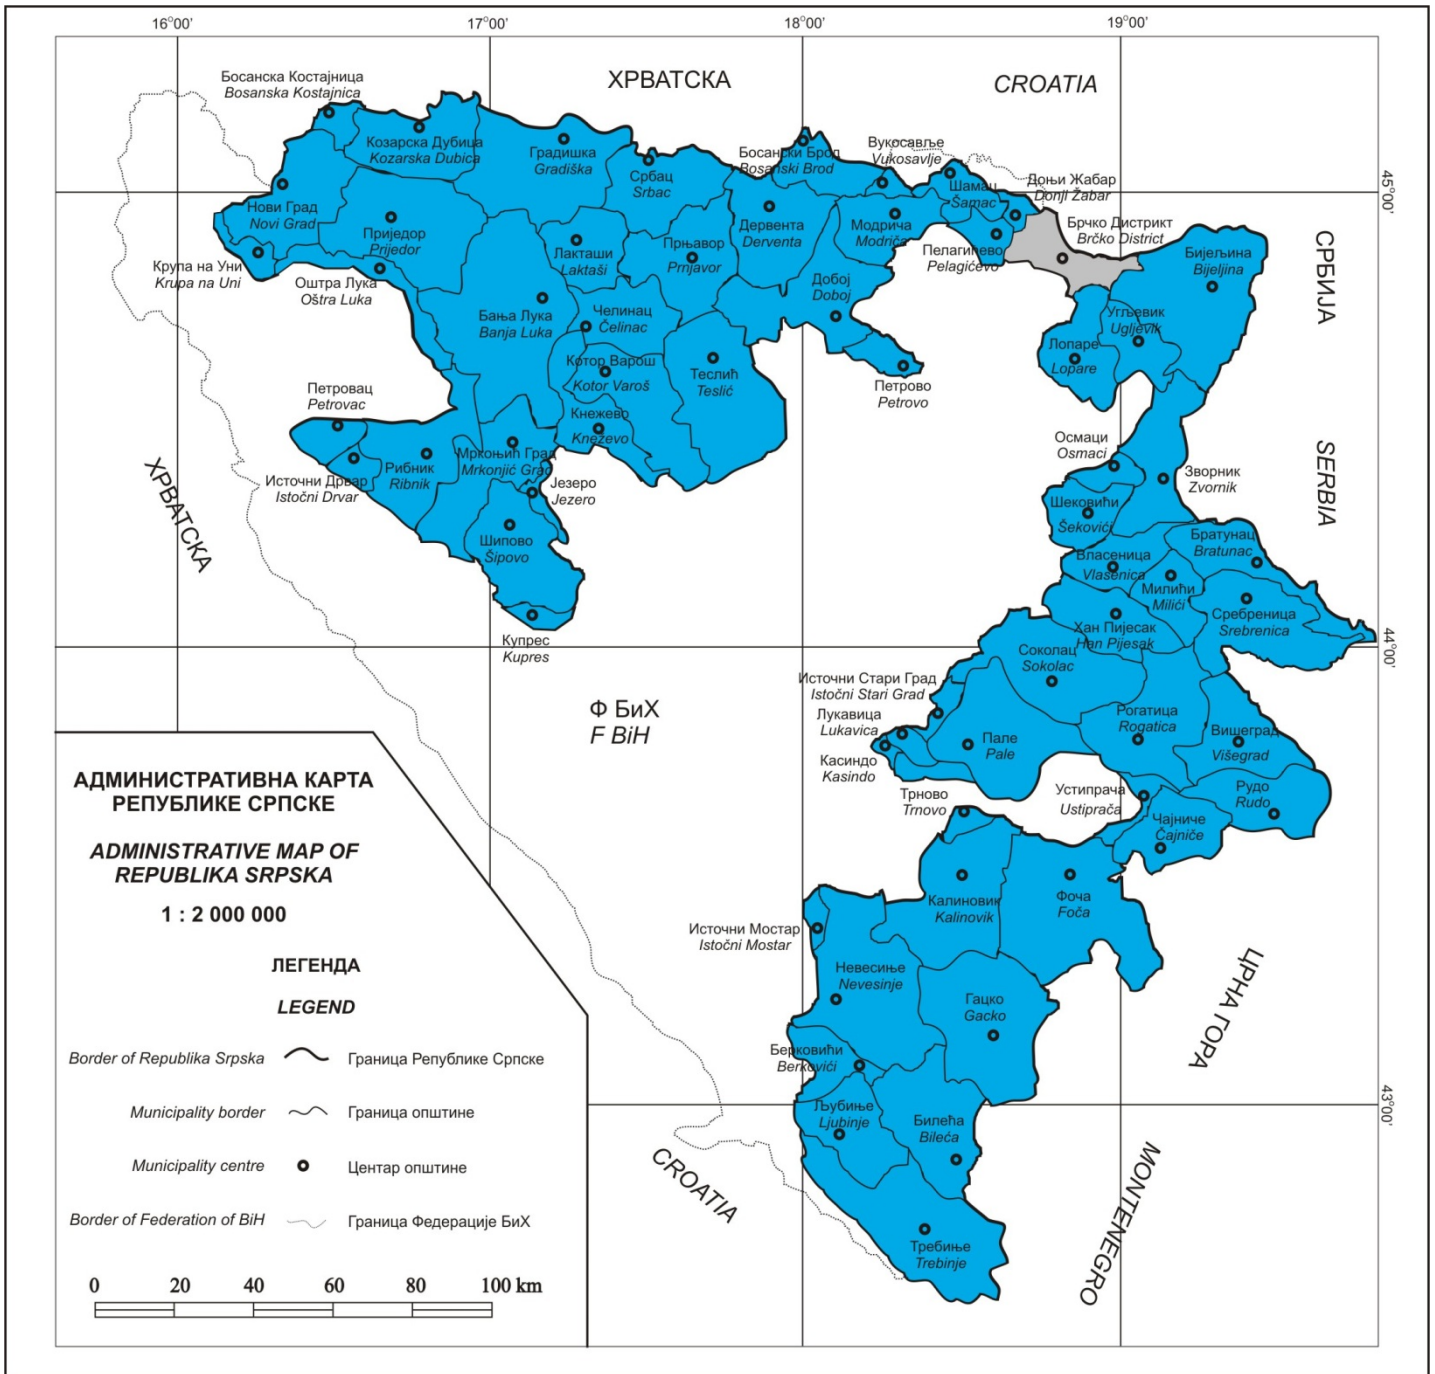 16°00'
17°00'
18°00'
19°00'
ХРВАТСКА
CROATIA
Босанска Костајница
Bosanska Kostajnica
Козарска Дубица
Kozarska Dubica
Градишка
Gradiška
Србац
Srbac
Босански Брод
Bosanski Brod
Вукосавље
Vukosavlje
Шамац
Šamac
Доњи Жабар
Donji Žabar
Брчко Дистрикт
Brčko District
45°00'
Нови Град
Novi Grad
Приједор
Prijedor
Лакташи
Laktaši
Прњавор
Prnjavor
Дервента
Derventa
Модрича
Modriča
Пелагићево
Pelagićevo
Бијељина
Bijeljina
СРБИЈА
Крупа на Уни
Krupa na Uni
Оштра Лука
Oštra Luka
Бања Лука
Banja Luka
Челинац
Čelinac
Добој
Doboj
Угљевик
Ugljevik
Лопаре
Lopare
Котор Варош
Kotor Varoš
Теслић
Teslić
Петрово
Petrovo
Петровац
Petrovac
Кнежево
Kneževo
Осмаци
Osmaci
Мркоњић Град
Mrkonjić Grad
Рибник
Ribnik
Источни Дрвар
Istočni Drvar
Језеро
Jezero
Зворник
Zvornik
SERBIA
ХРВАТСКА
Шипово
Šipovo
Шековићи
Šekovići
Братунац
Bratunac
Власеница
Vlasenica
Милићи
Milići
Сребреница
Srebrenica
Купрес
Kupres
Хан Пијесак
Han Pijesak
44°00'
Соколац
Sokolac
Источни Стари Град
Istočni Stari Grad
Ф БиХ
F BiH
Лукавица
Lukavica
Рогатица
Rogatica
Вишеград
Višegrad
Пале
Pale
Касиндо
Kasindo
Трново
Trnovo
Устипрача
Ustiprača
Рудо
Rudo
Чајниче
Čajniče
Калиновик
Kalinovik
Фоча
Foča
Источни Мостар
Istočni Mostar
Невесиње
Nevesinje
Гацко
Gacko
ЦРНА ГОРА
Берковићи
Berkovići
43°00'
Љубиње
Ljubinje
Билећа
Bileća
CROATIA
MONTENEGRO
Требиње
Trebinje
АДМИНИСТРАТИВНА КАРТА
РЕПУБЛИКЕ СРПСКЕ
ADMINISTRATIVE MAP OF
REPUBLIKA SRPSKA
1 : 2 000 000
ЛЕГЕНДА
LEGEND
Border of Republika Srpska Граница Републике Српске
Municipality border Граница општине
Municipality centre Центар општине
Border of Federation of BiH Граница Федерације БиХ
0 20 40 60 80 100 km